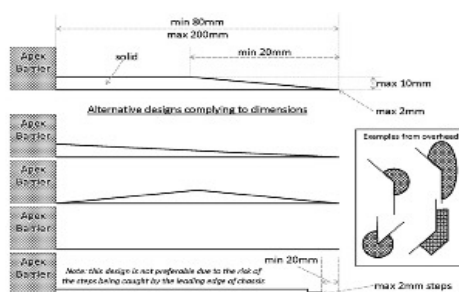 min 80mm
max 200mm
min 20mm
Apex
Barrier
solid
max 10mm
max 2mm
Alternative designs complying to dimensions
Apex
Barrier
Examples from overhead
Apex
Barrier
Apex
Barrier
min 20mm
Apex
Barrier
Note: this design is not preferable due to the risk of
the steps being caught by the leading edge of chassis
max 2mm steps